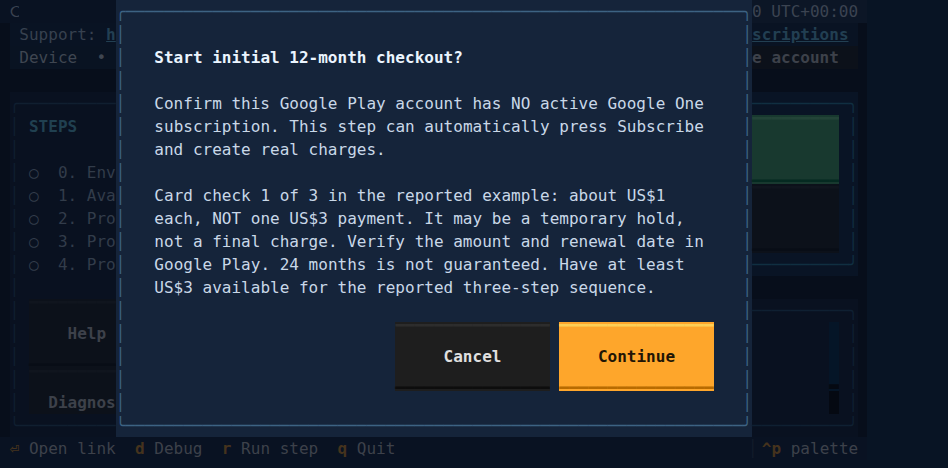 C 0 UTC+00:00
Support: h scriptions
Device • e account
Start initial 12-month checkout?
Confirm this Google Play account has NO active Google One
subscription. This step can automatically press Subscribe
and create real charges.
Card check 1 of 3 in the reported example: about US$1
each, NOT one US$3 payment. It may be a temporary hold,
not a final charge. Verify the amount and renewal date in
Google Play. 24 months is not guaranteed. Have at least
US$3 available for the reported three-step sequence.
Cancel Continue
STEPS
○ 0. Env
○ 1. Ava
○ 2. Pro
○ 3. Pro
○ 4. Pro
Help
Diagnos
⏎ Open link d Debug r Run step q Quit ^p palette